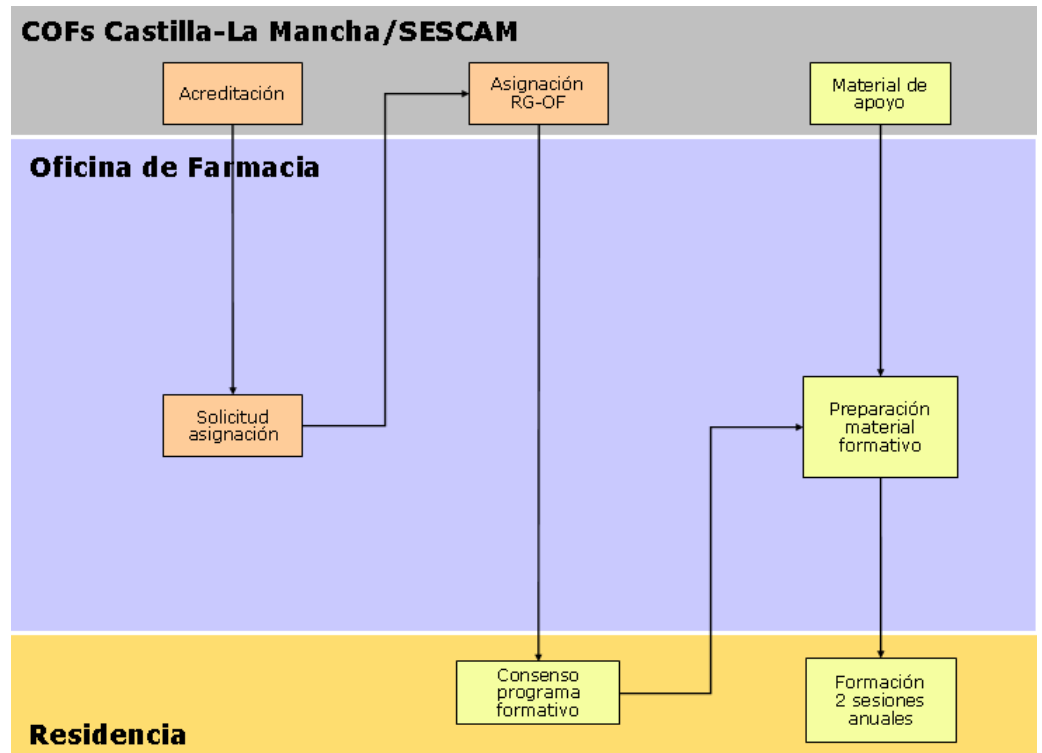 COFs Castilla-La Mancha/SESCAM
Acreditación
Asignación
RG-OF
Material de
apoyo
Oficina de Farmacia
Solicitud
asignación
Preparación
material
formativo
Consenso
programa
formativo
Formación
2 sesiones
anuales
Residencia